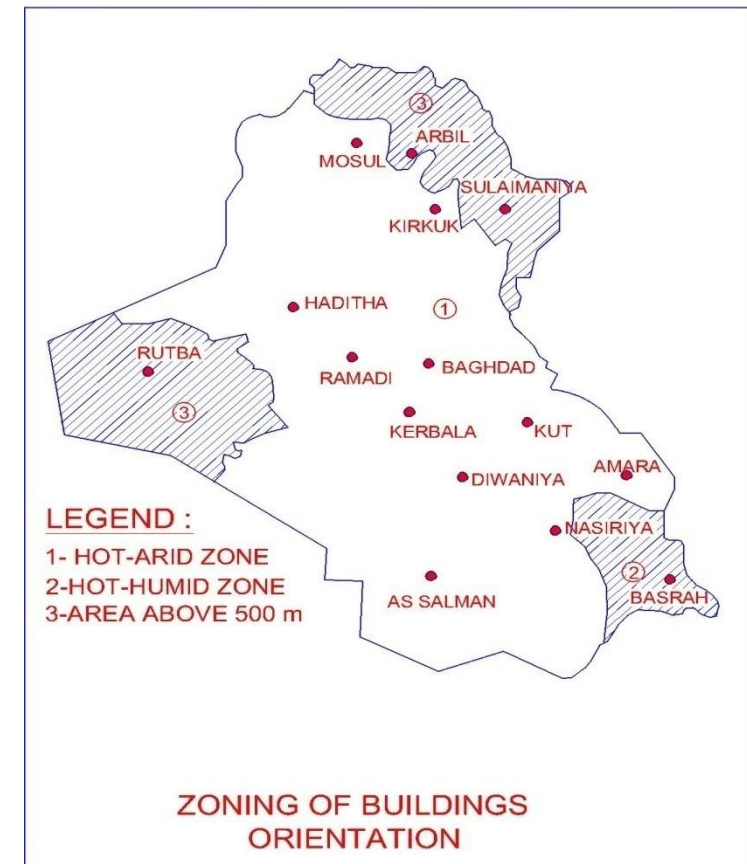 3
ARBIL
MOSUL
SULAIMANIYA
KIRKUK
HADITHA
1
RUTBA
RAMADI
BAGHDAD
3
KERBALA
KUT
AMARA
DIWANIYA
LEGEND :
NASIRIYA
1- HOT-ARID ZONE
2-HOT-HUMID ZONE
2
AS SALMAN
BASRAH
3-AREA ABOVE 500 m
ZONING OF BUILDINGS
ORIENTATION